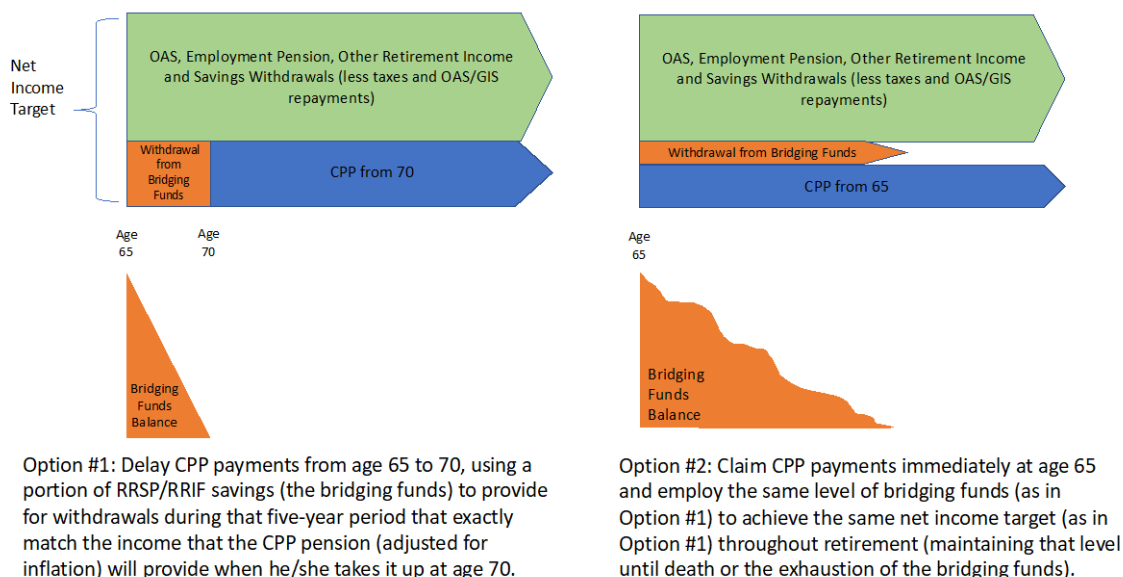 Net
Income
Target
OAS, Employment Pension, Other Retirement Income
and Savings Withdrawals (less taxes and OAS/GIS
repayments)
Withdrawal
from
Bridging
Funds
CPP from 70
Age
65
Age
70
Bridging
Funds
Balance
Option #1: Delay CPP payments from age 65 to 70, using a
portion of RRSP/RRIF savings (the bridging funds) to provide
for withdrawals during that five-year period that exactly
match the income that the CPP pension (adjusted for
inflation) will provide when he/she takes it up at age 70.
OAS, Employment Pension, Other Retirement Income
and Savings Withdrawals (less taxes and OAS/GIS
repayments)
Withdrawal from Bridging Funds
CPP from 65
Age
65
Bridging
Funds
Balance
Option #2: Claim CPP payments immediately at age 65
and employ the same level of bridging funds (as in
Option #1) to achieve the same net income target (as in
Option #1) throughout retirement (maintaining that level
until death or the exhaustion of the bridging funds).